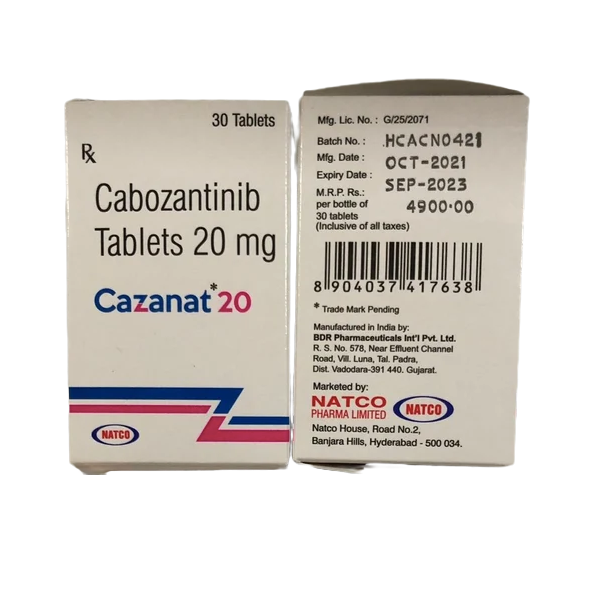 30 Tablets
Rx
Cabozantinib
Tablets 20 mg
Cazanat*20
NATCO
Mfg. Lic. No. : G/25/2071
Batch No. : HCACN0421
Mfg. Date : OCT-2021
Expiry Date : SEP-2023
M.R.P. Rs.:
per bottle of 4900.00
30 tablets
(Inclusive of all taxes)
8 904037 417638
* Trade Mark Pending
Manufactured in India by:
BDR Pharmaceuticals Int'l Pvt. Ltd.
R. S. No. 578, Near Effluent Channel
Road, Vill. Luna, Tal. Padra,
Dist. Vadodara-391 440. Gujarat.
Marketed by:
NATCO
PHARMA LIMITED
NATCO
Natco House, Road No.2,
Banjara Hills, Hyderabad - 500 034.